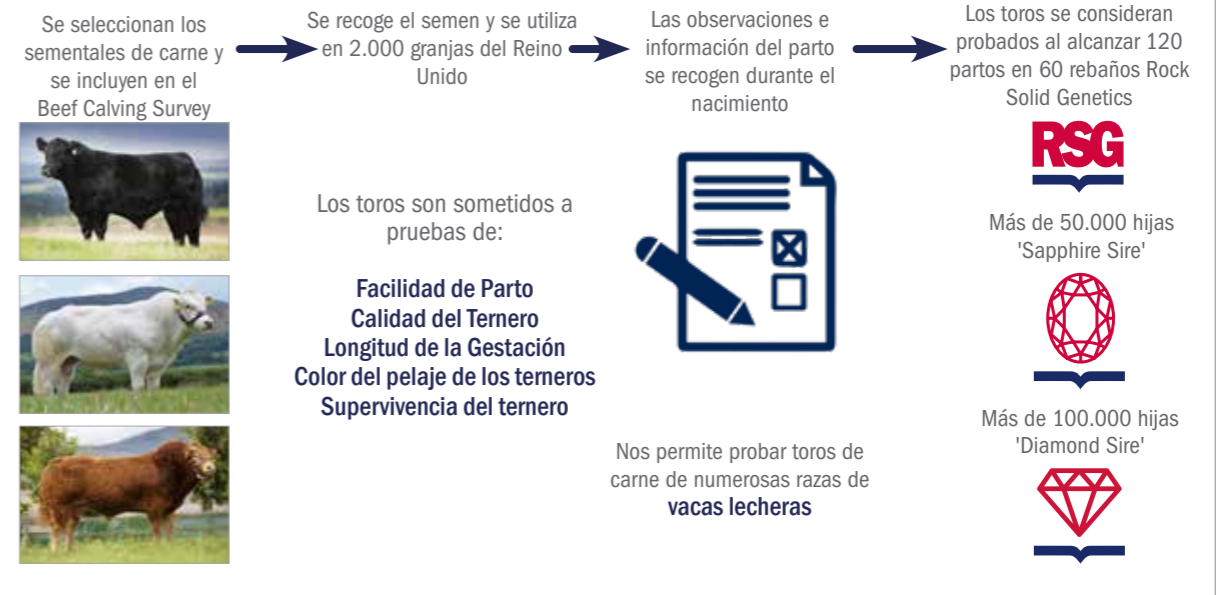 Se seleccionan los
sementales de carne y
se incluyen en el
Beef Calving Survey
Se recoge el semen y se utiliza
en 2.000 granjas del Reino
Unido
Las observaciones e
información del parto
se recogen durante el
nacimiento
Los toros se consideran
probados al alcanzar 120
partos en 60 rebaños Rock
Solid Genetics
RSG
Los toros son sometidos a
pruebas de:
Facilidad de Parto
Calidad del Ternero
Longitud de la Gestación
Color del pelaje de los terneros
Supervivencia del ternero
Nos permite probar toros de
carne de numerosas razas de
vacas lecheras
Más de 50.000 hijas
'Sapphire Sire'
Más de 100.000 hijas
'Diamond Sire'